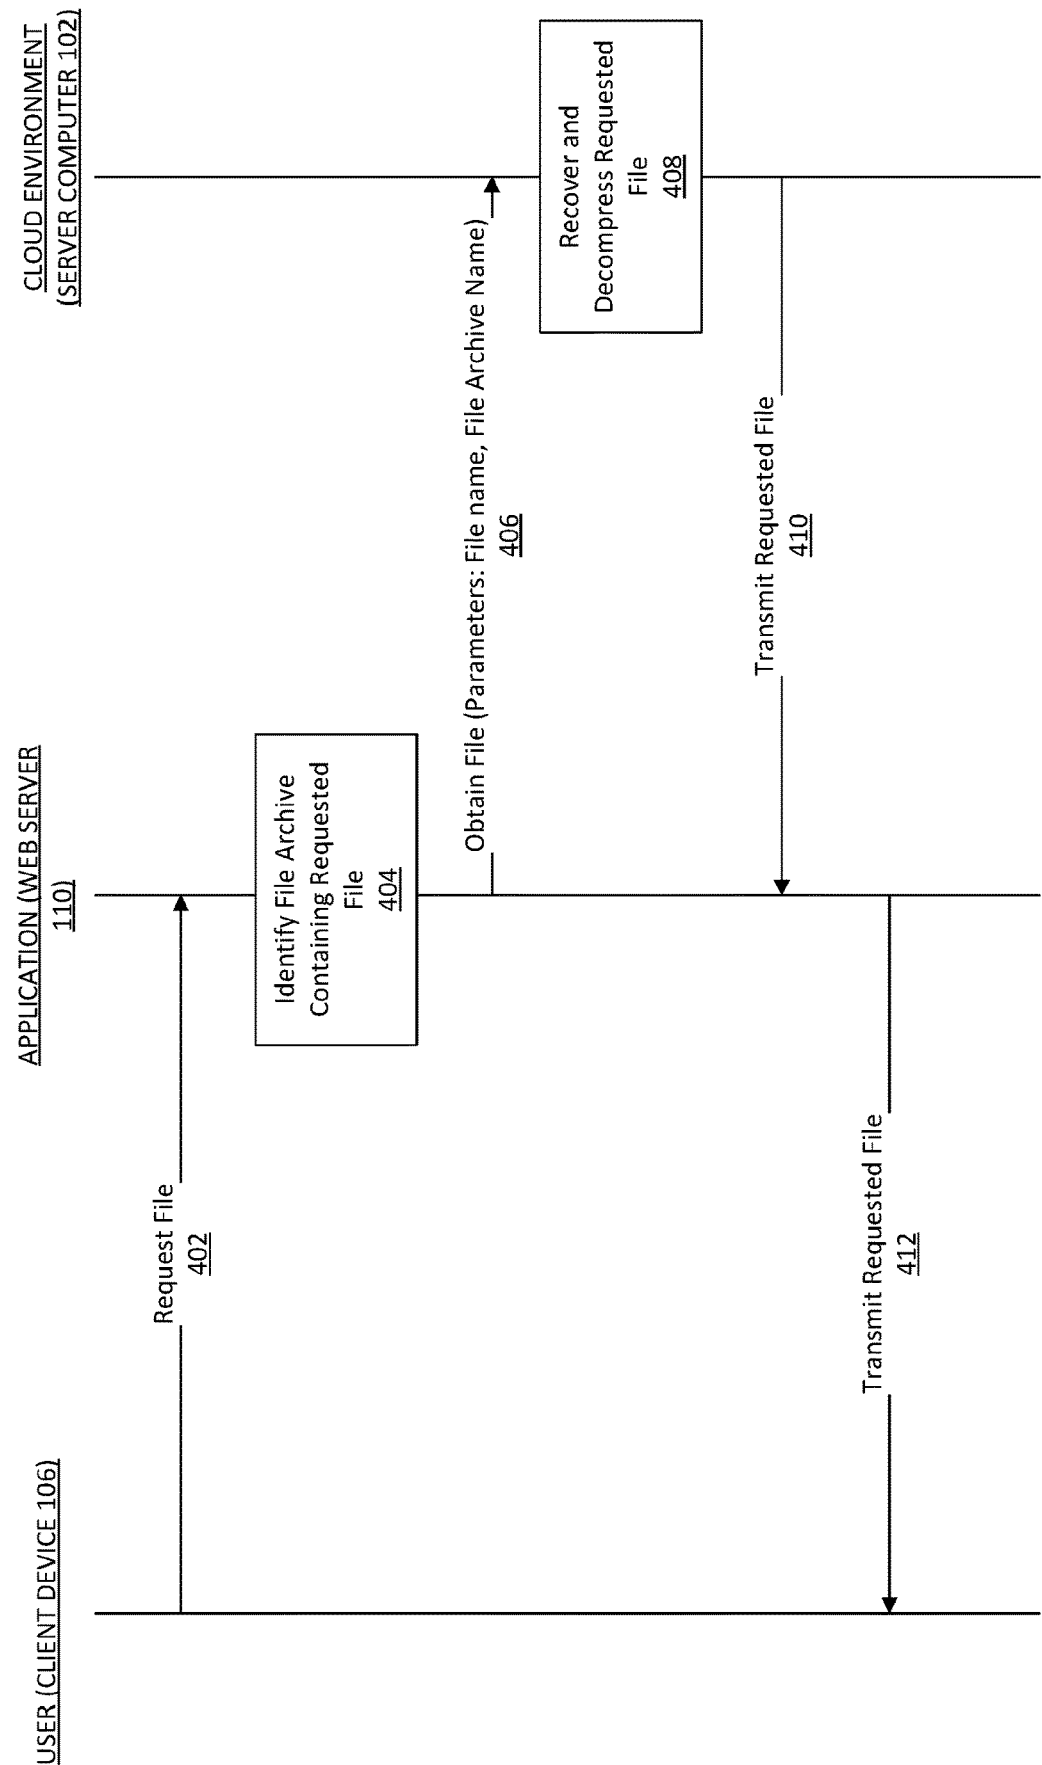 USER (CLIENT DEVICE 106)
APPLICATION (WEB SERVER
110)
CLOUD ENVIRONMENT
(SERVER COMPUTER 102)
Request File
402
Identify File Archive
Containing Requested
File
404
Obtain File (Parameters: File name, File Archive Name)
406
Recover and
Decompress Requested
File
408
Transmit Requested File
410
Transmit Requested File
412